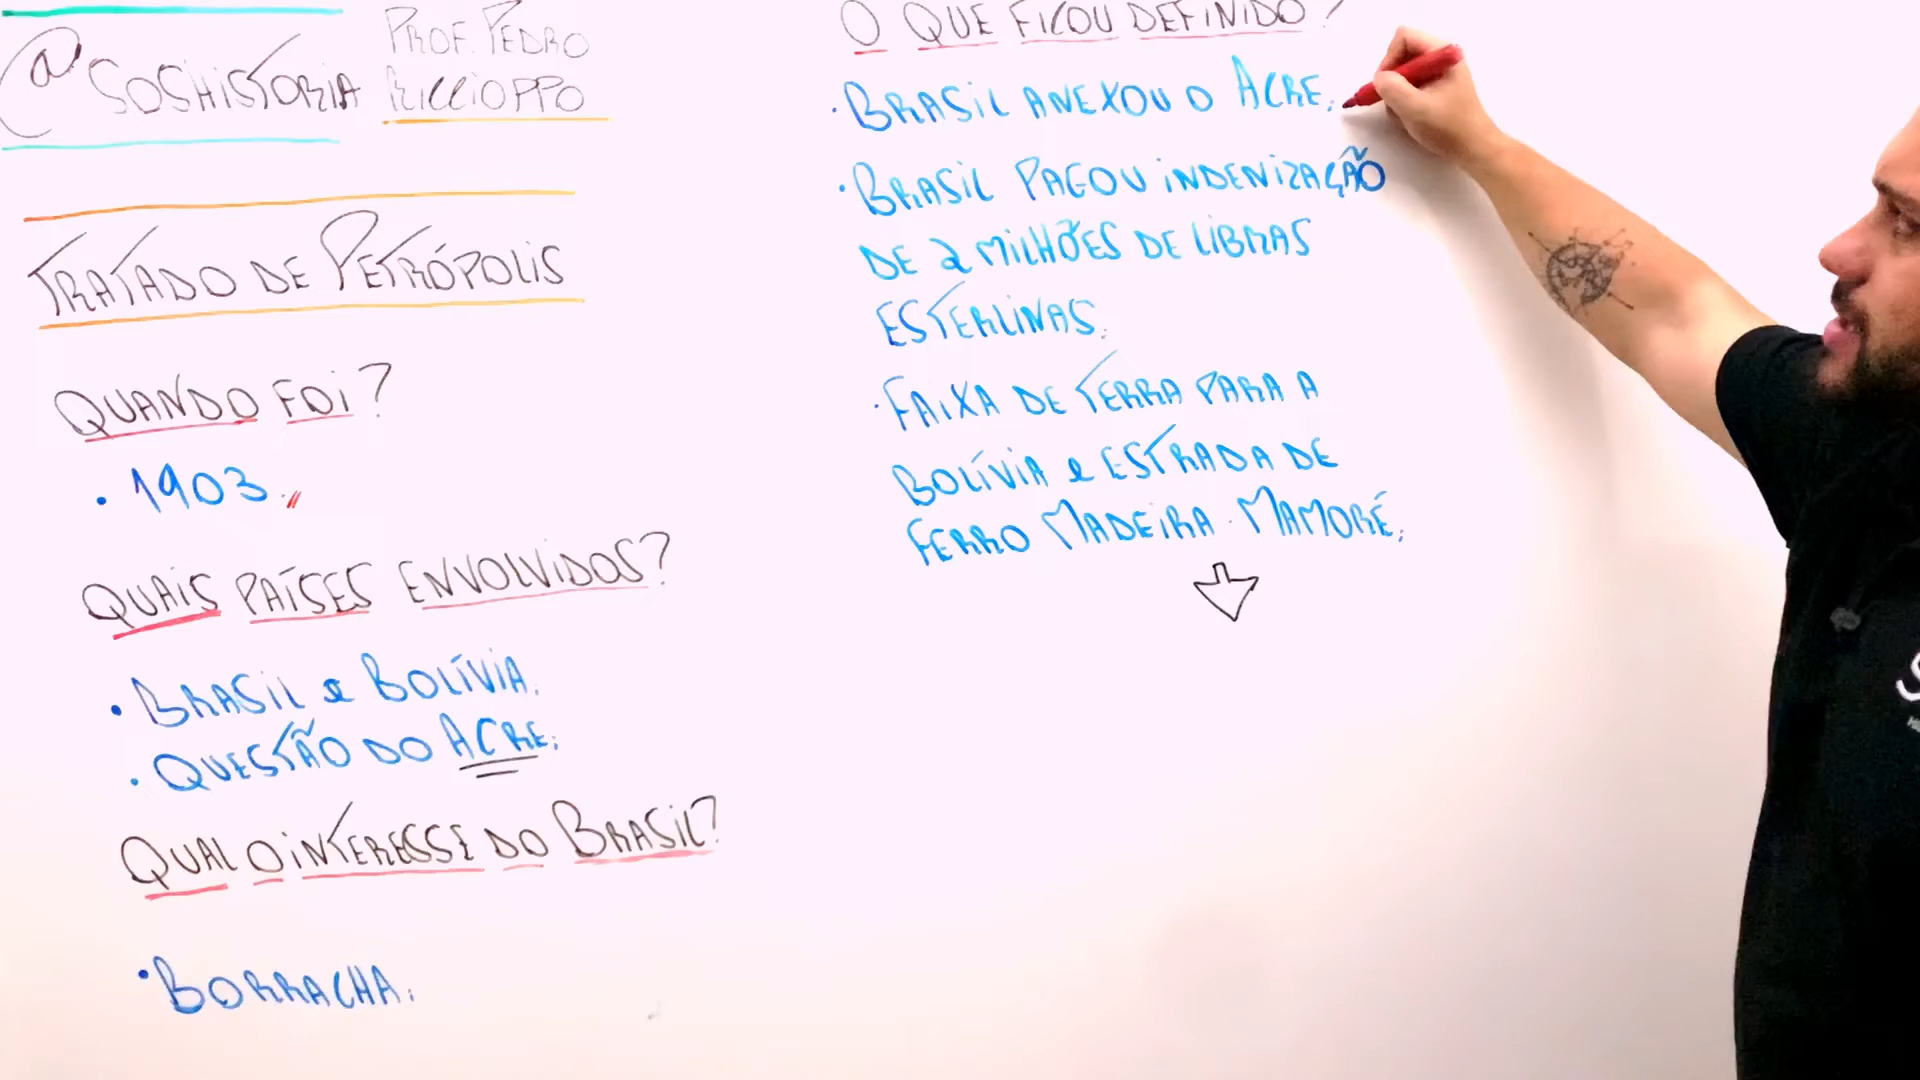 @SOSHISTORIA
PROF. PEDRO
RICCIOPPO
TRATADO DE PETRÓPOLIS
QUANDO FOI?
• 1903
QUAIS PAÍSES ENVOLVIDOS?
• BRASIL e BOLÍVIA.
• QUESTÃO DO ACRE;
QUAL O INTERESSE DO BRASIL?
• BORRACHA.
O QUE FICOU DEFINIDO?
• BRASIL ANEXOU O ACRE;
• BRASIL PAGOU INDENIZAÇÃO
DE 2 MILHÕES DE LIBRAS
ESTERLINAS.
• FAIXA DE TERRA PARA A
BOLÍVIA e ESTRADA DE
FERRO MADEIRA-MAMORÉ;